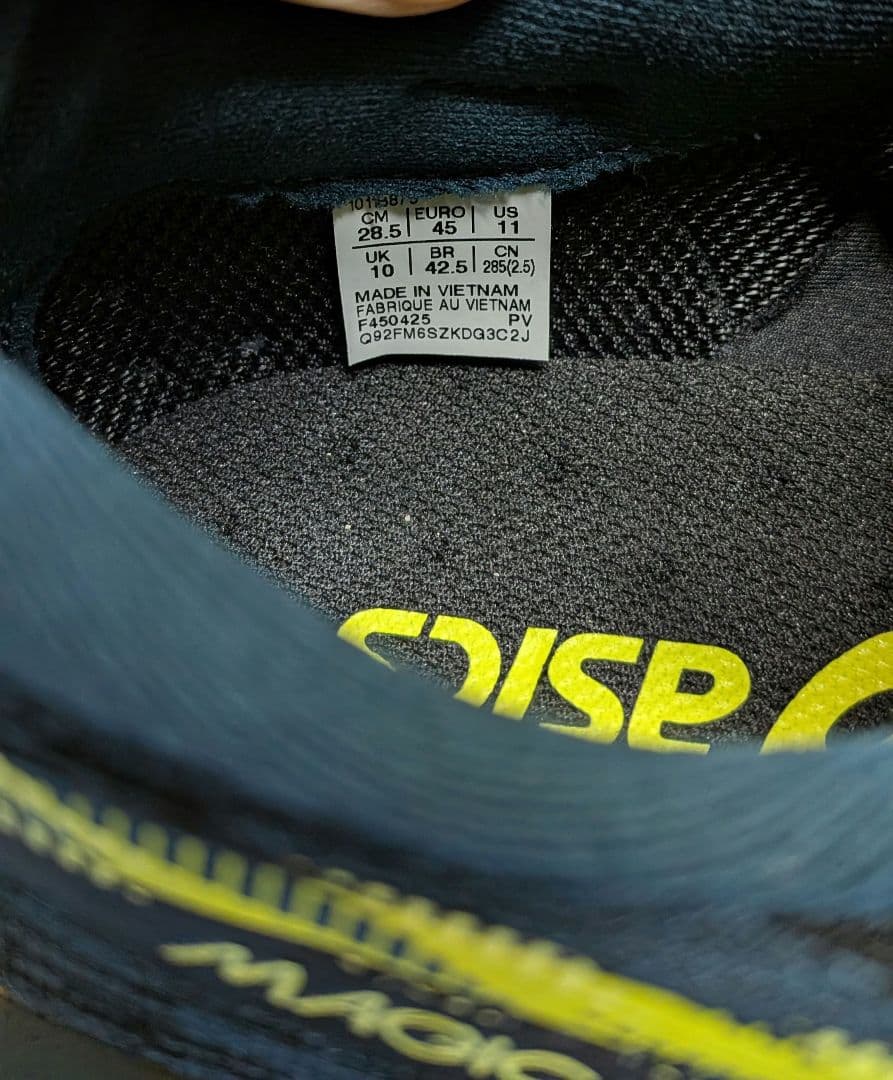 CM EURO US
28.5 45 11
UK BR CN
10 42.5 285(2.5)
MADE IN VIETNAM
FABRIQUE AU VIETNAM
F450425 PV
Q92FM6SZKDG3C2J
asics